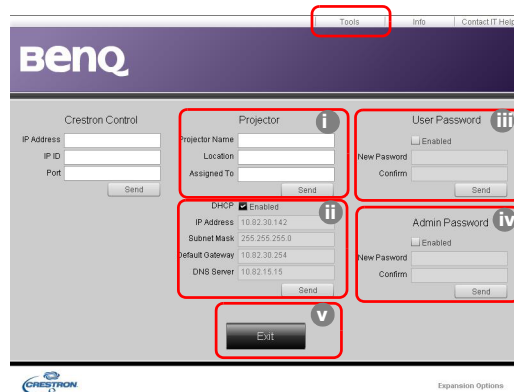 Tools
Info
Contact IT Help
BenQ
Crestron Control
IP Address
IP ID
Port
Send
Projector
i
Projector Name
Location
Assigned To
Send
ii
DHCP Enabled
IP Address 10.82.30.142
Subnet Mask 255.255.255.0
Default Gateway 10.82.30.254
DNS Server 10.82.15.15
Send
User Password
iii
Enabled
New Pasword
Confirm
Send
Admin Password
iv
Enabled
New Pasword
Confirm
Send
v
Exit
CRESTRON
Expansion Options